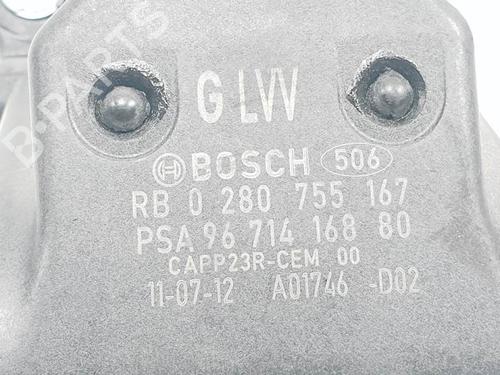 B-PARTS
G LVV
BOSCH 506
RB 0 280 755 167
PSA 96 714 168 80
CAPP23R-CEM 00
11-07-12 A01746 -D02